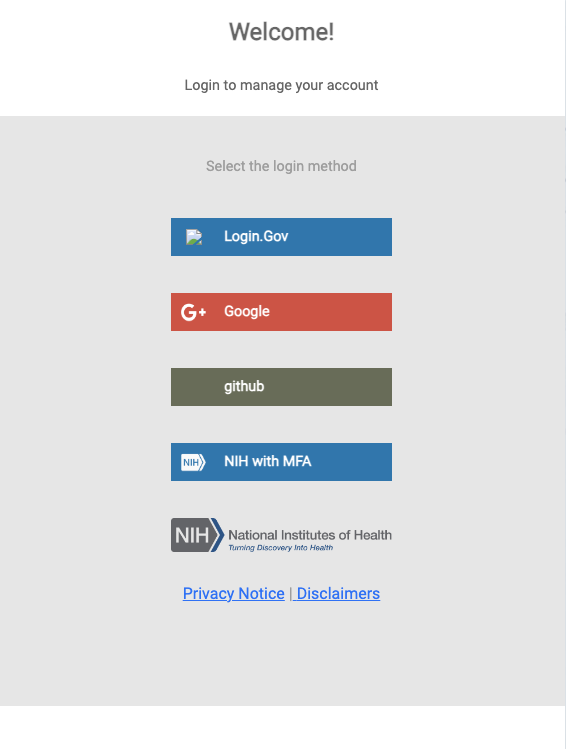 Welcome!
Login to manage your account
Select the login method
Login.Gov
G+ Google
github
NIH NIH with MFA
NIH National Institutes of Health
Turning Discovery Into Health
Privacy Notice | Disclaimers